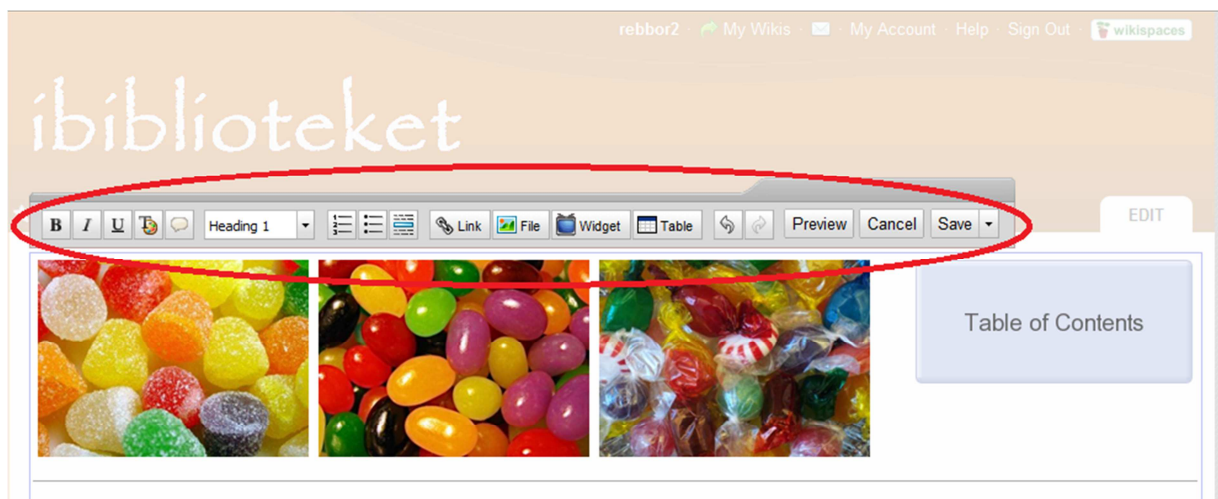 rebbor2 · My Wikis · · My Account · Help · Sign Out · wikispaces
ibiblioteket
B I U T Heading 1 Link File Widget Table Preview Cancel Save
EDIT
Table of Contents